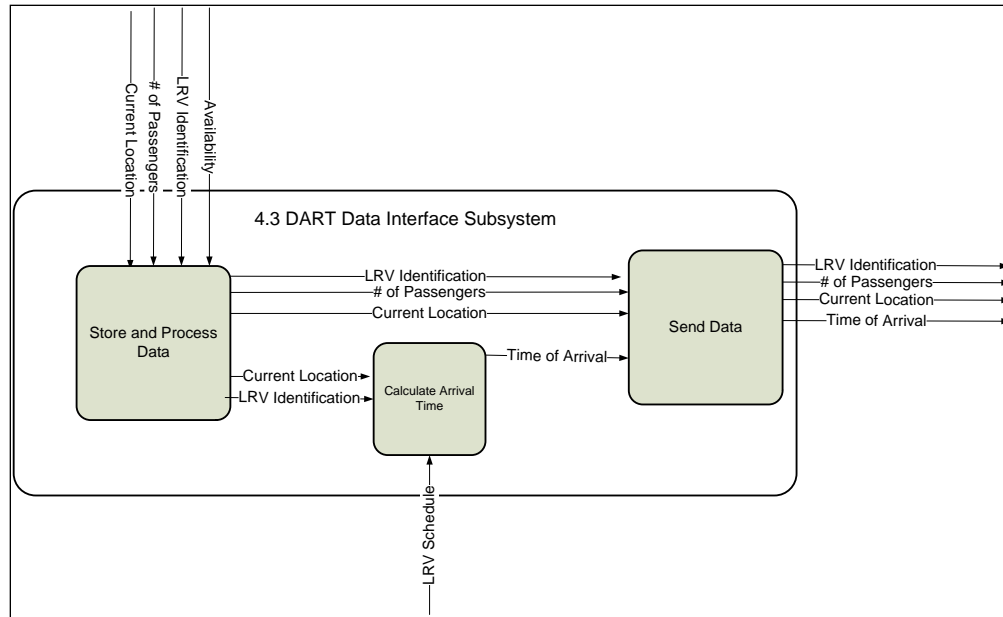 Current Location
# of Passengers
LRV Identification
Availability
4.3 DART Data Interface Subsystem
Store and Process
Data
LRV Identification
# of Passengers
Current Location
Current Location
LRV Identification
Calculate Arrival
Time
Time of Arrival
LRV Schedule
Send Data
LRV Identification
# of Passengers
Current Location
Time of Arrival